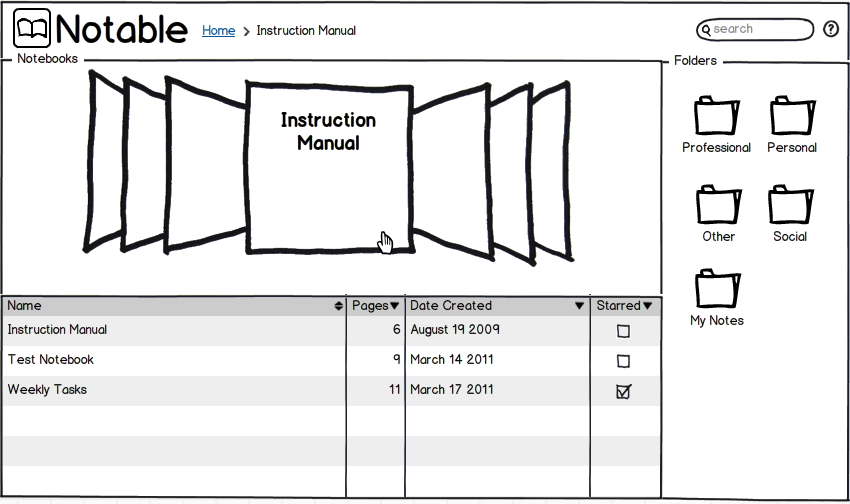 Notable Home > Instruction Manual search ?
Notebooks
Folders
Instruction
Manual
Professional Personal
Other Social
My Notes
Name Pages Date Created Starred
Instruction Manual 6 August 19 2009
Test Notebook 9 March 14 2011
Weekly Tasks 11 March 17 2011